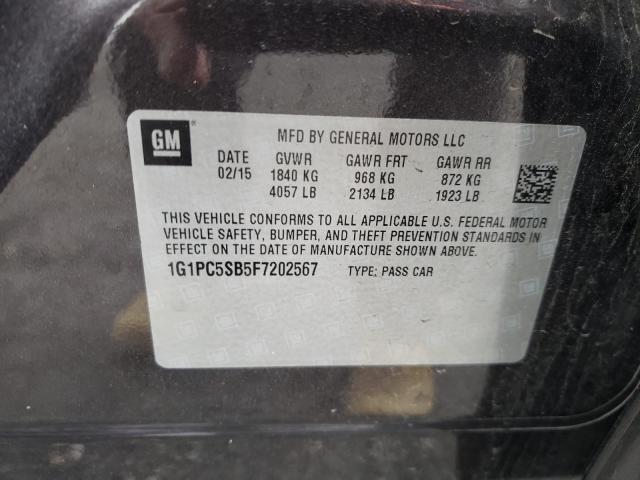 GM
MFD BY GENERAL MOTORS LLC
DATE GVWR GAWR FRT GAWR RR
02/15 1840 KG 968 KG 872 KG
4057 LB 2134 LB 1923 LB
THIS VEHICLE CONFORMS TO ALL APPLICABLE U.S. FEDERAL MOTOR
VEHICLE SAFETY, BUMPER, AND THEFT PREVENTION STANDARDS IN
EFFECT ON THE DATE OF MANUFACTURE SHOWN ABOVE.
1G1PC5SB5F7202567 TYPE: PASS CAR